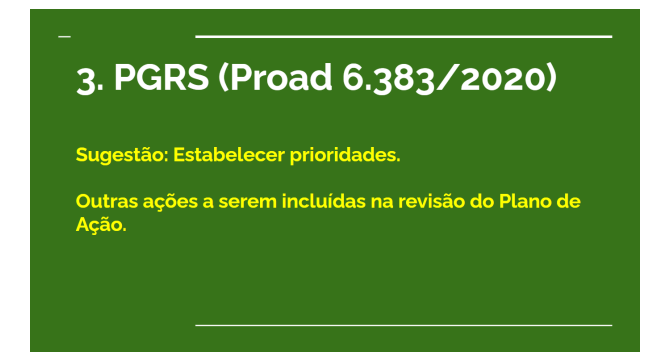 3. PGRS (Proad 6.383/2020)
Sugestão: Estabelecer prioridades.
Outras ações a serem incluídas na revisão do Plano de
Ação.